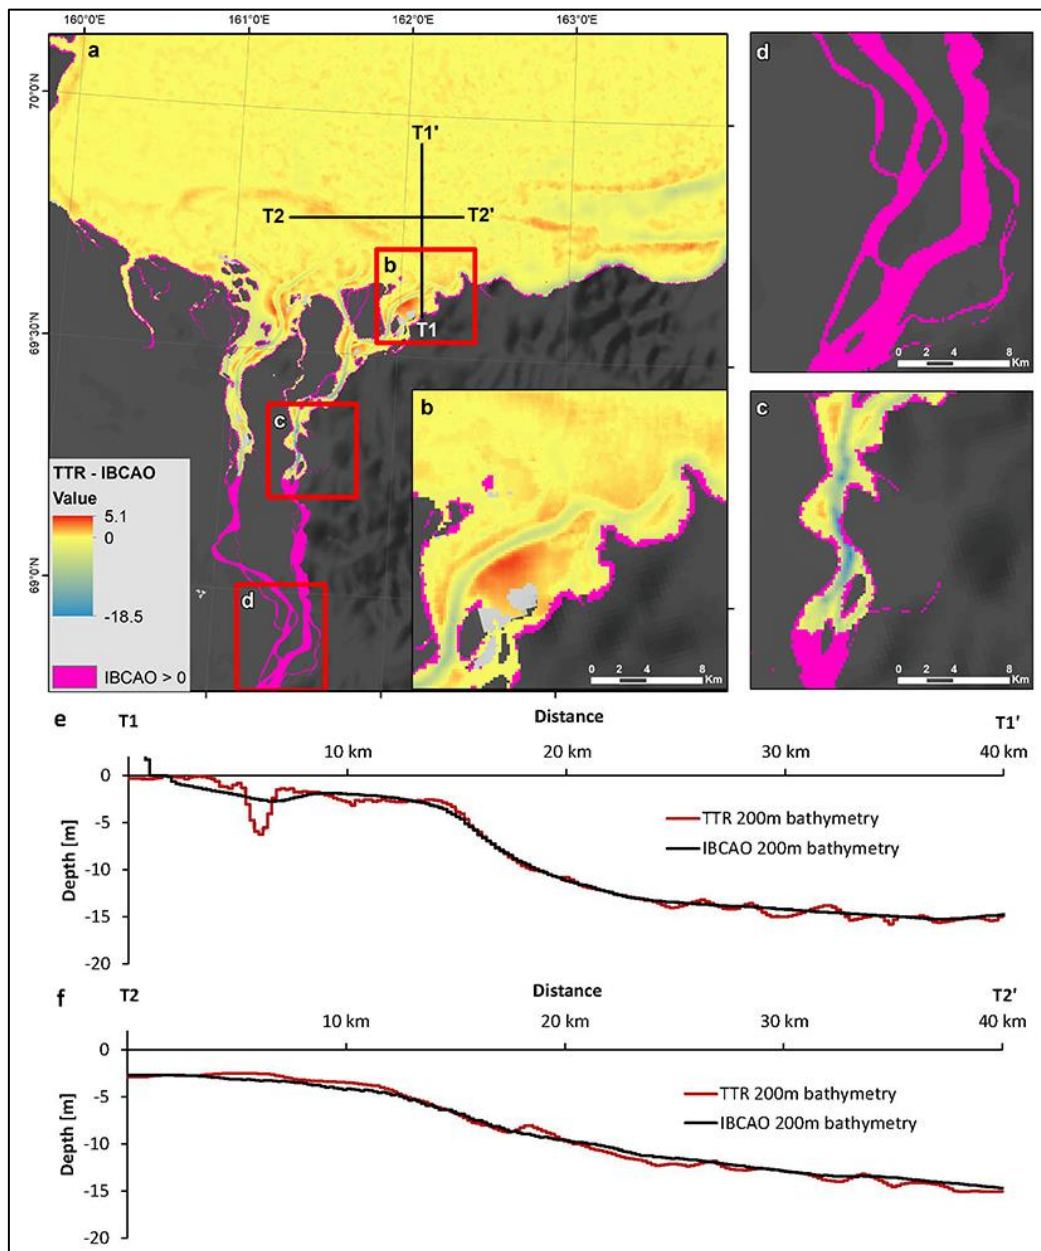 160°0'E 161°0'E 162°0'E 163°0'E
a
70°0'N
T1'
T2 T2'
b
T1
69°30'N
c
TTR - IBCAO
Value
5.1
0
-18.5
IBCAO > 0
69°0'N
d
b
0 2 4 8
Km
d
0 2 4 8
Km
c
0 2 4 8
Km
e T1 Distance T1'
10 km 20 km 30 km 40 km
0
-5
-10
-15
-20
Depth [m]
TTR 200m bathymetry
IBCAO 200m bathymetry
f T2 Distance T2'
10 km 20 km 30 km 40 km
0
-5
-10
-15
-20
Depth [m]
TTR 200m bathymetry
IBCAO 200m bathymetry